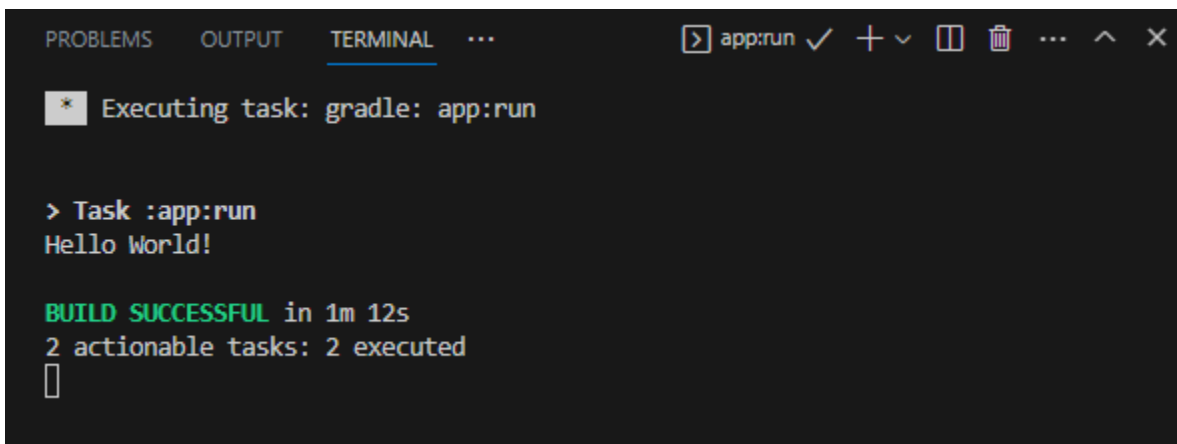 PROBLEMS OUTPUT TERMINAL ··· app:run
* Executing task: gradle: app:run
> Task :app:run
Hello World!
BUILD SUCCESSFUL in 1m 12s
2 actionable tasks: 2 executed